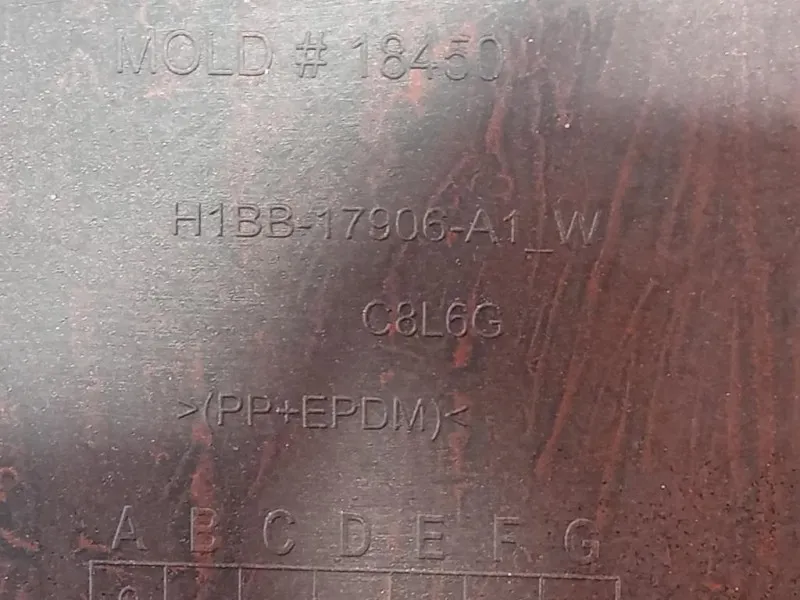 MOLD # 18450
H1BB-17906-A1_W
C8L6G
>(PP+EPDM)<
A B C D E F G